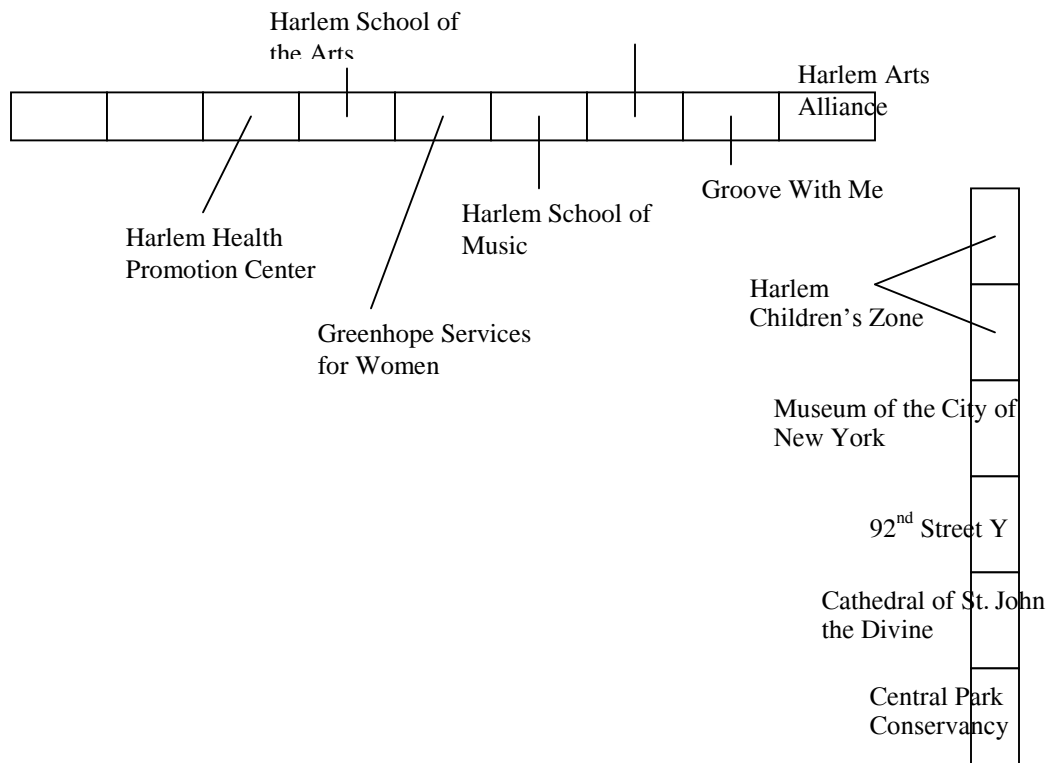 Harlem School of
the Arts
Harlem Arts
Alliance
Groove With Me
Harlem School of
Music
Harlem Health
Promotion Center
Harlem
Children’s Zone
Greenhope Services
for Women
Museum of the City of
New York
92nd Street Y
Cathedral of St. John
the Divine
Central Park
Conservancy